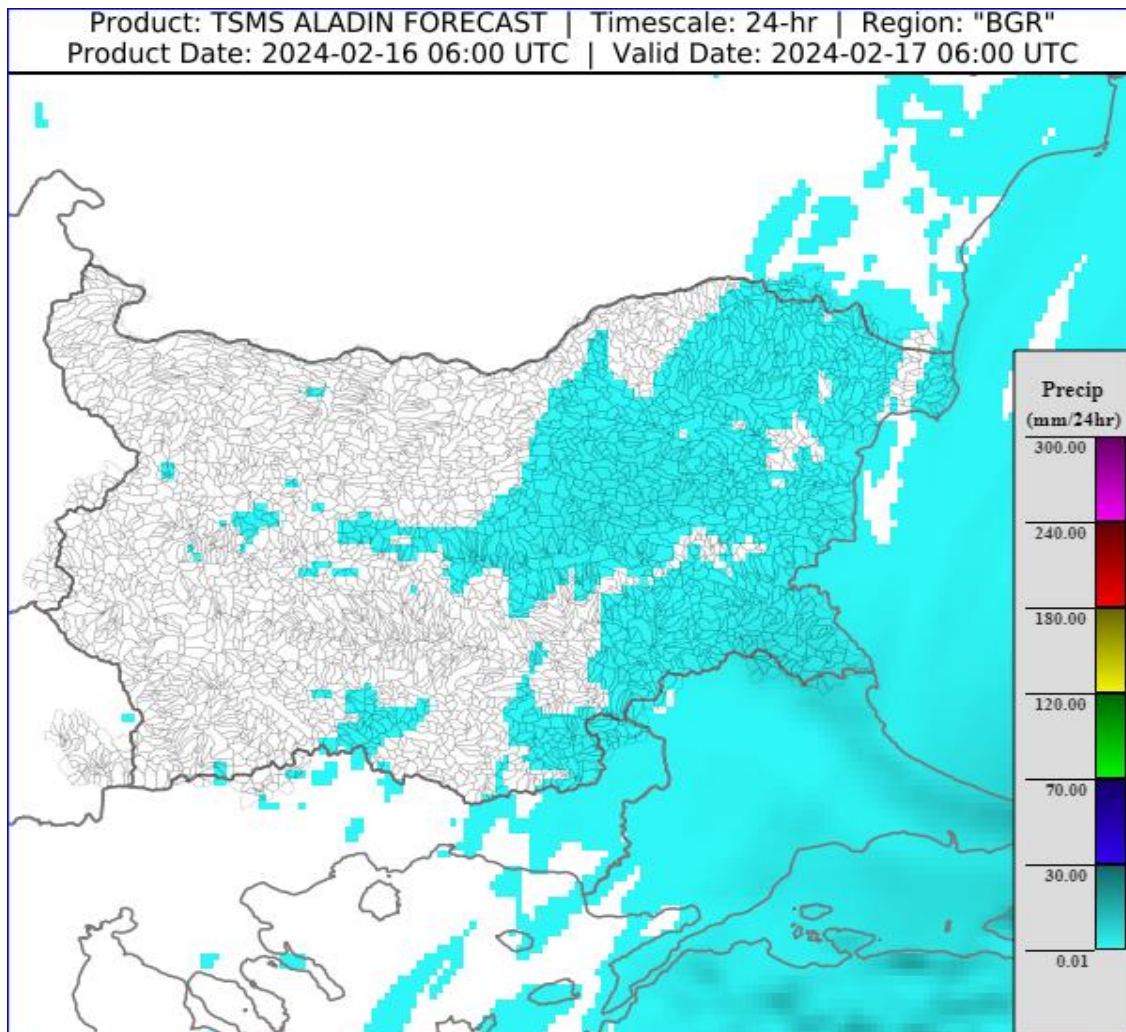 Product: TSMS ALADIN FORECAST | Timescale: 24-hr | Region: "BGR"
Product Date: 2024-02-16 06:00 UTC | Valid Date: 2024-02-17 06:00 UTC
Precip
(mm/24hr)
300.00
240.00
180.00
120.00
70.00
30.00
0.01